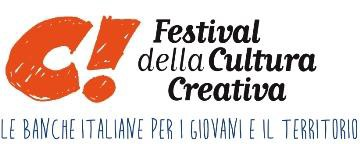 C! Festival
della Cultura
Creativa
LE BANCHE ITALIANE PER I GIOVANI E IL TERRITORIO